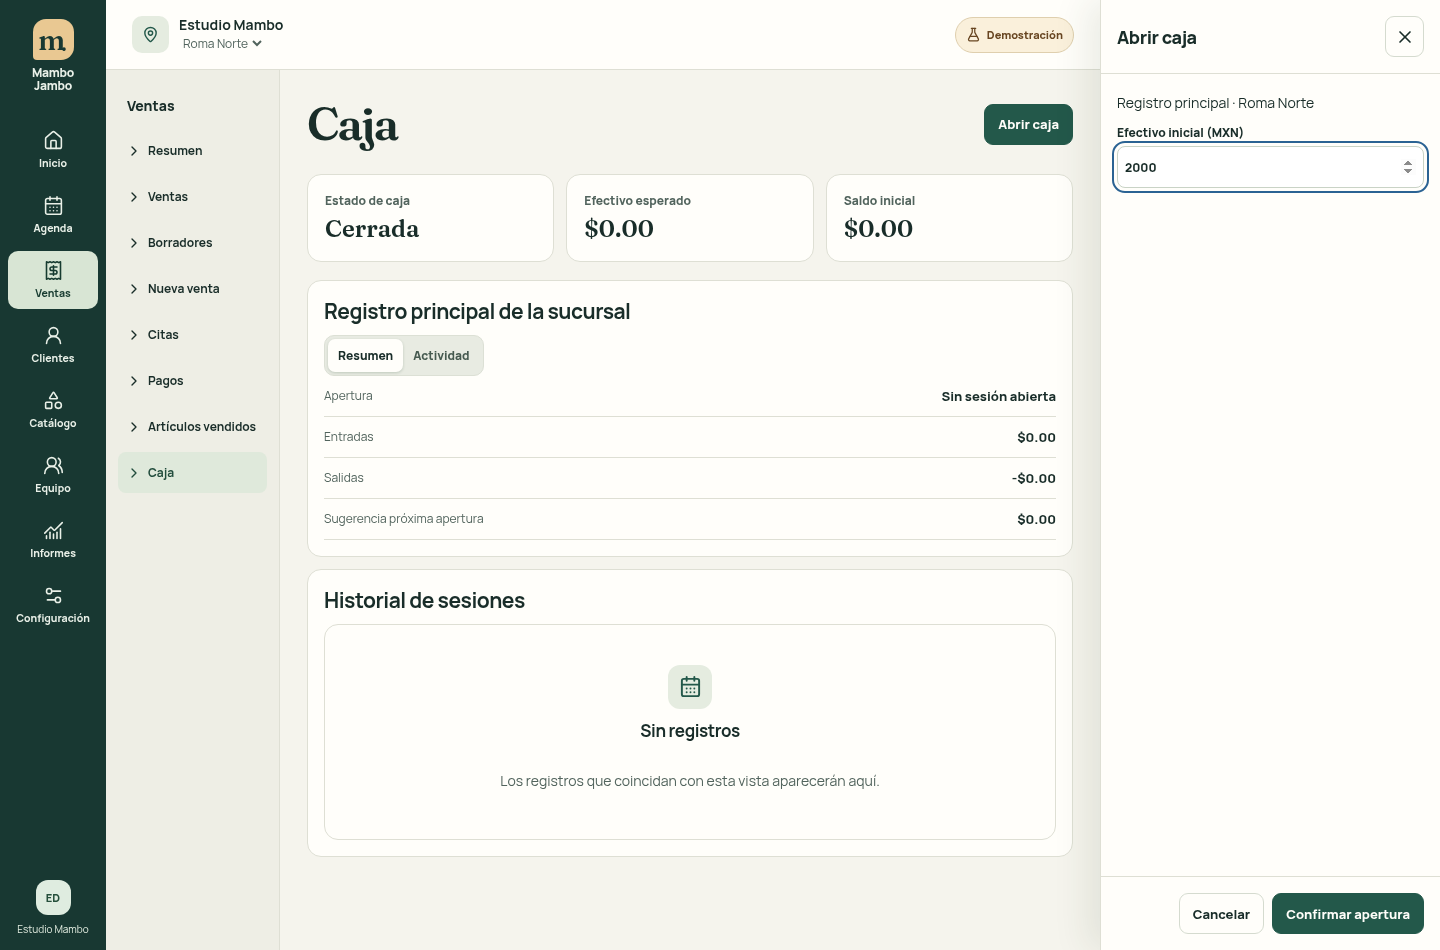 m
Mambo
Jambo
Inicio
Agenda
Ventas
Clientes
Catálogo
Equipo
Informes
Configuración
ED
Estudio Mambo
Estudio Mambo
Roma Norte
Demostración
Ventas
Resumen
Ventas
Borradores
Nueva venta
Citas
Pagos
Artículos vendidos
Caja
Caja
Abrir caja
Estado de caja
Cerrada
Efectivo esperado
$0.00
Saldo inicial
$0.00
Registro principal de la sucursal
Resumen Actividad
Apertura Sin sesión abierta
Entradas $0.00
Salidas -$0.00
Sugerencia próxima apertura $0.00
Historial de sesiones
Sin registros
Los registros que coincidan con esta vista aparecerán aquí.
Abrir caja
Registro principal · Roma Norte
Efectivo inicial (MXN)
2000
Cancelar Confirmar apertura